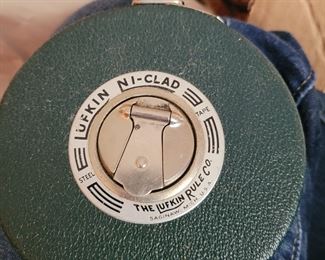 LUFKIN NI-CLAD
STEEL
TAPE
THE LUFKIN RULE CO.
SAGINAW, MICH. U.S.A.